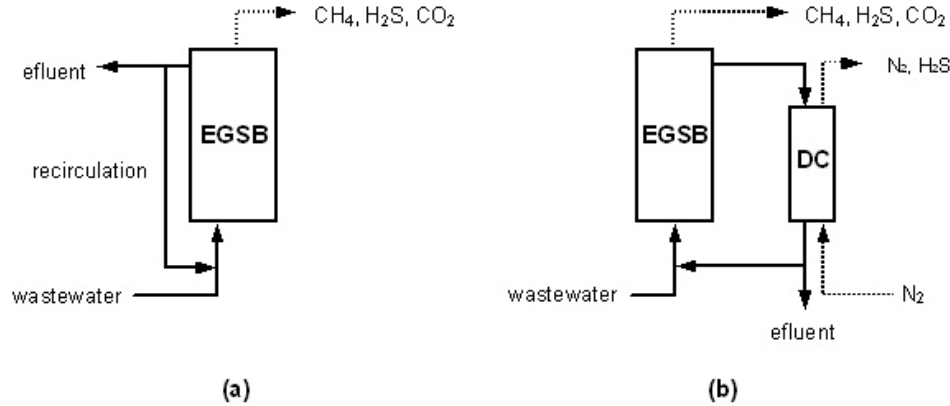 CH₄, H₂S, CO₂
efluent
EGSB
recirculation
wastewater
(a)
CH₄, H₂S, CO₂
N₂, H₂S
EGSB
DC
wastewater
N₂
efluent
(b)